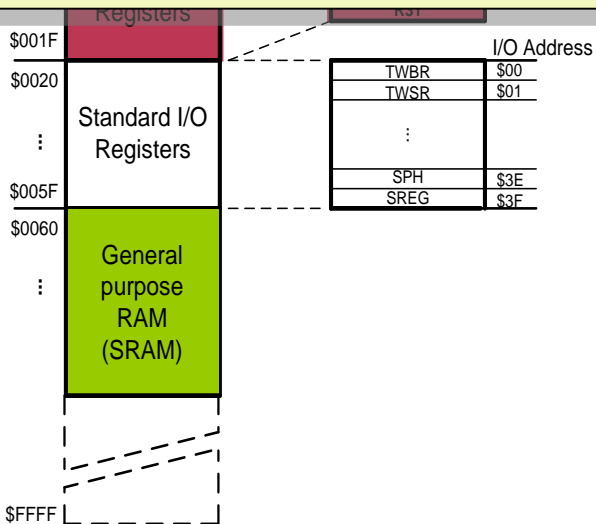 Registers
R31
$001F
I/O Address
$0020
TWBR $00
TWSR $01
Standard I/O
Registers
⋮
⋮
SPH $3E
$005F
SREG $3F
$0060
General
purpose
RAM
(SRAM)
⋮
$FFFF